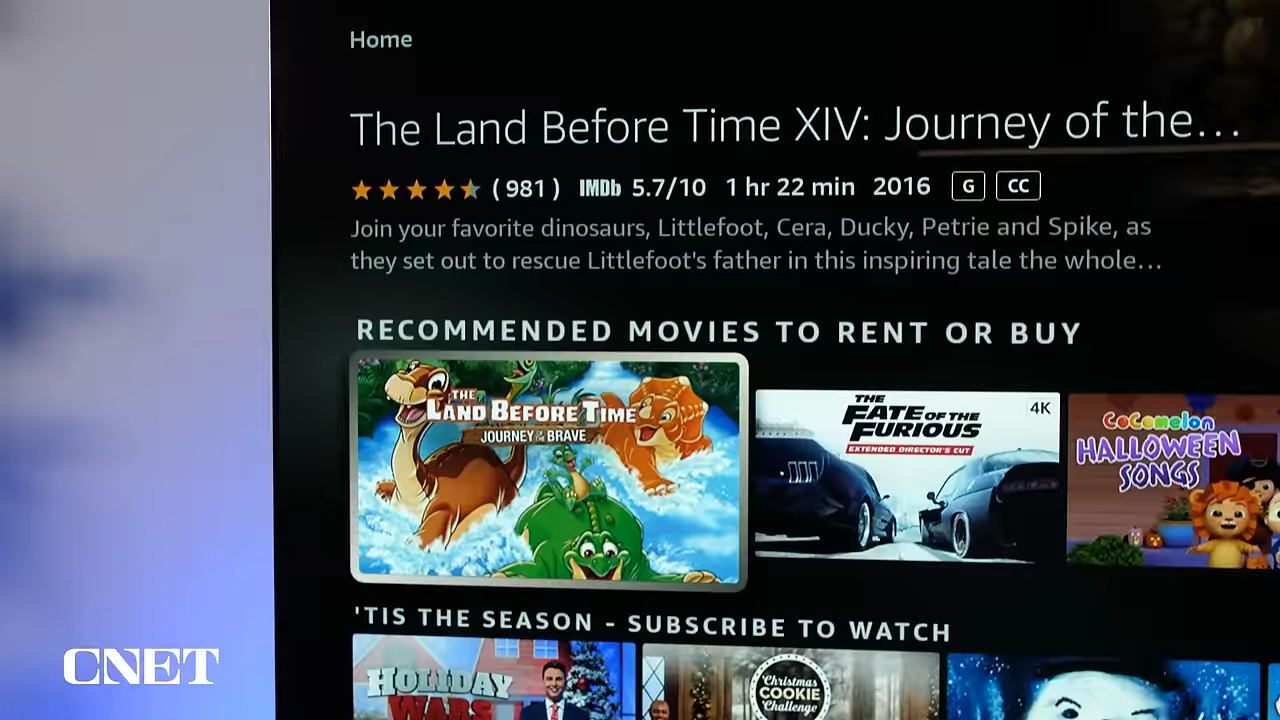 Home
The Land Before Time XIV: Journey of the...
(981) IMDb 5.7/10 1 hr 22 min 2016 G CC
Join your favorite dinosaurs, Littlefoot, Cera, Ducky, Petrie and Spike, as
they set out to rescue Littlefoot's father in this inspiring tale the whole...
RECOMMENDED MOVIES TO RENT OR BUY
THE
LAND BEFORE TIME
JOURNEY OF THE BRAVE
THE
FATE OF THE
FURIOUS
EXTENDED DIRECTOR'S CUT
4K
CoComelon
HALLOWEEN
SONGS
'TIS THE SEASON - SUBSCRIBE TO WATCH
HOLIDAY
WARS
Christmas
COOKIE
Challenge
CNET